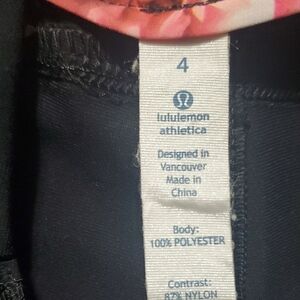 4
lululemon
athletica
Designed in
Vancouver
Made in
China
Body:
100% POLYESTER
Contrast:
87% NYLON